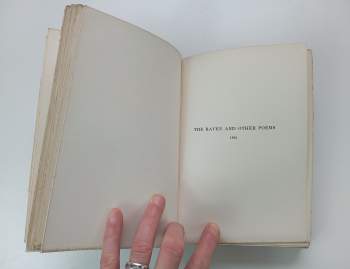 THE RAVEN AND OTHER POEMS
1845